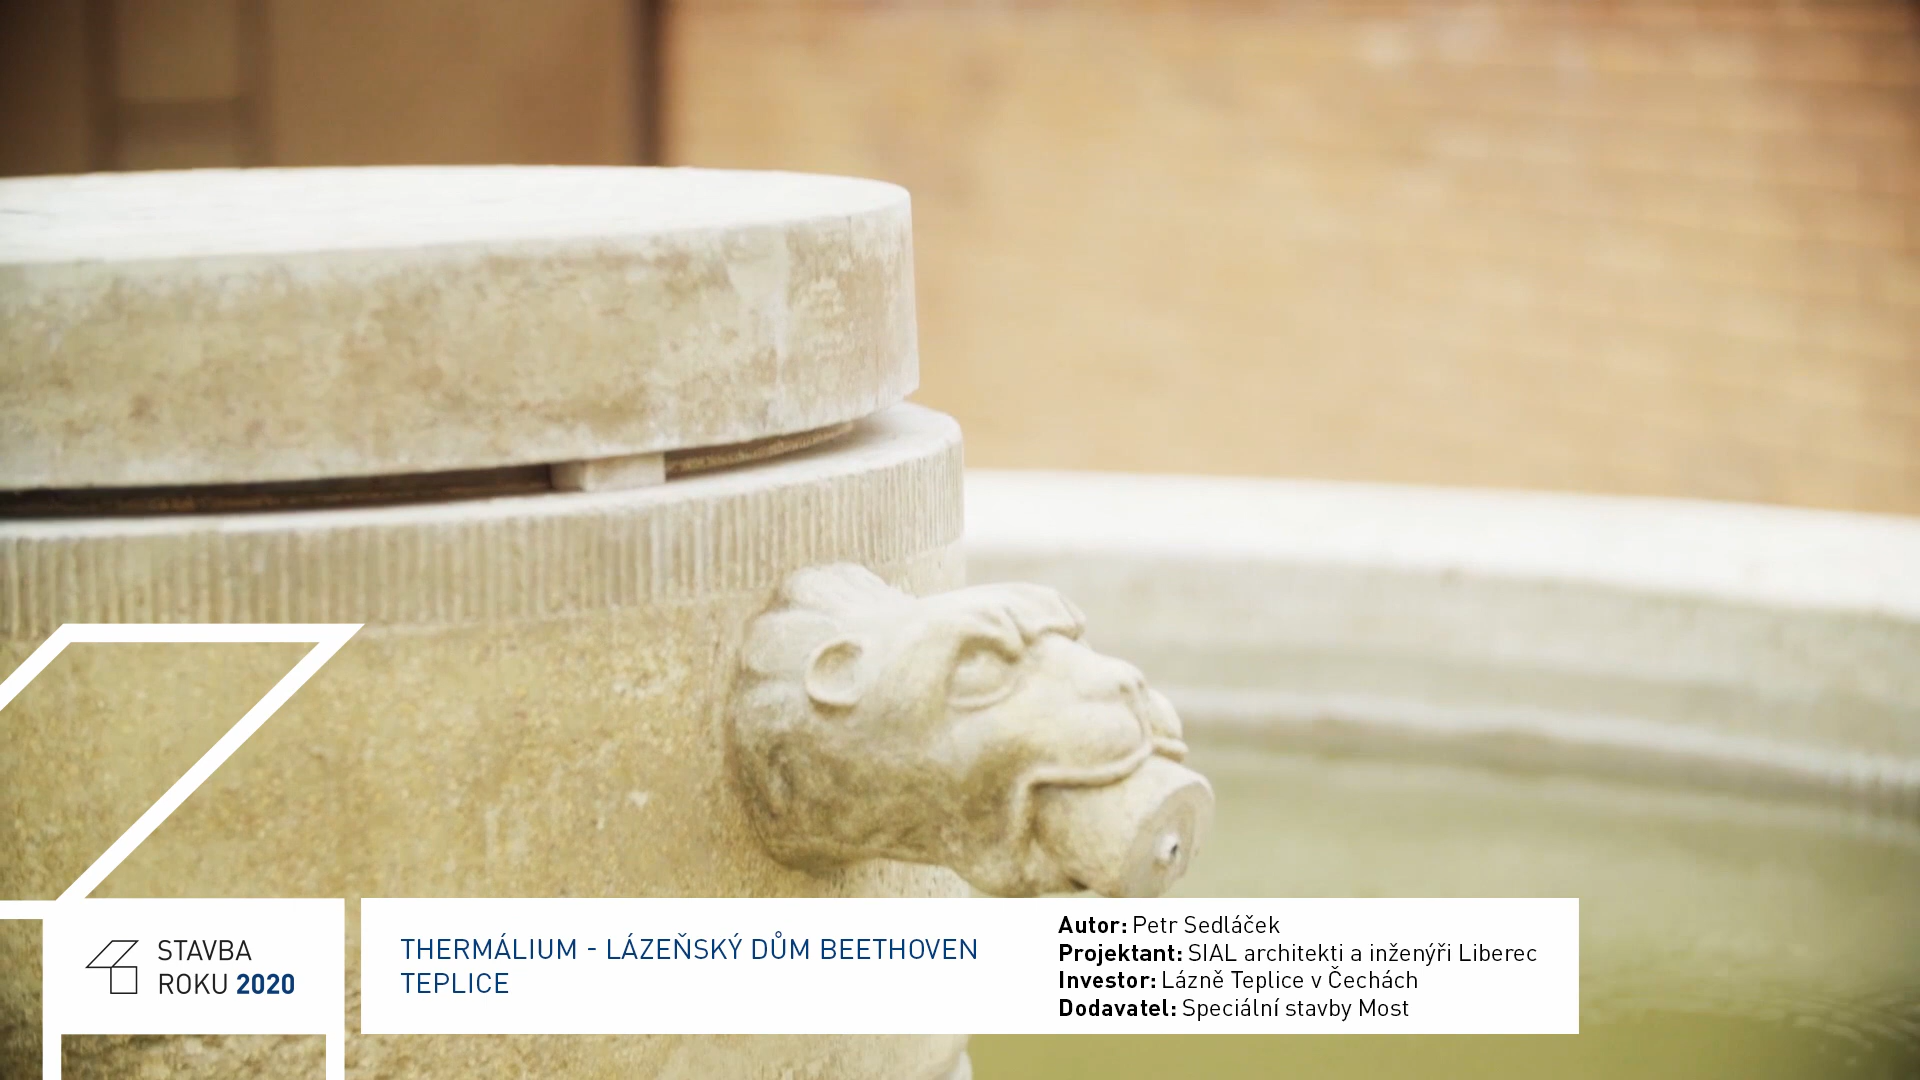 STAVBA
ROKU 2020
THERMÁLIUM - LÁZEŇSKÝ DŮM BEETHOVEN
TEPLICE
Autor: Petr Sedláček
Projektant: SIAL architekti a inženýři Liberec
Investor: Lázně Teplice v Čechách
Dodavatel: Speciální stavby Most